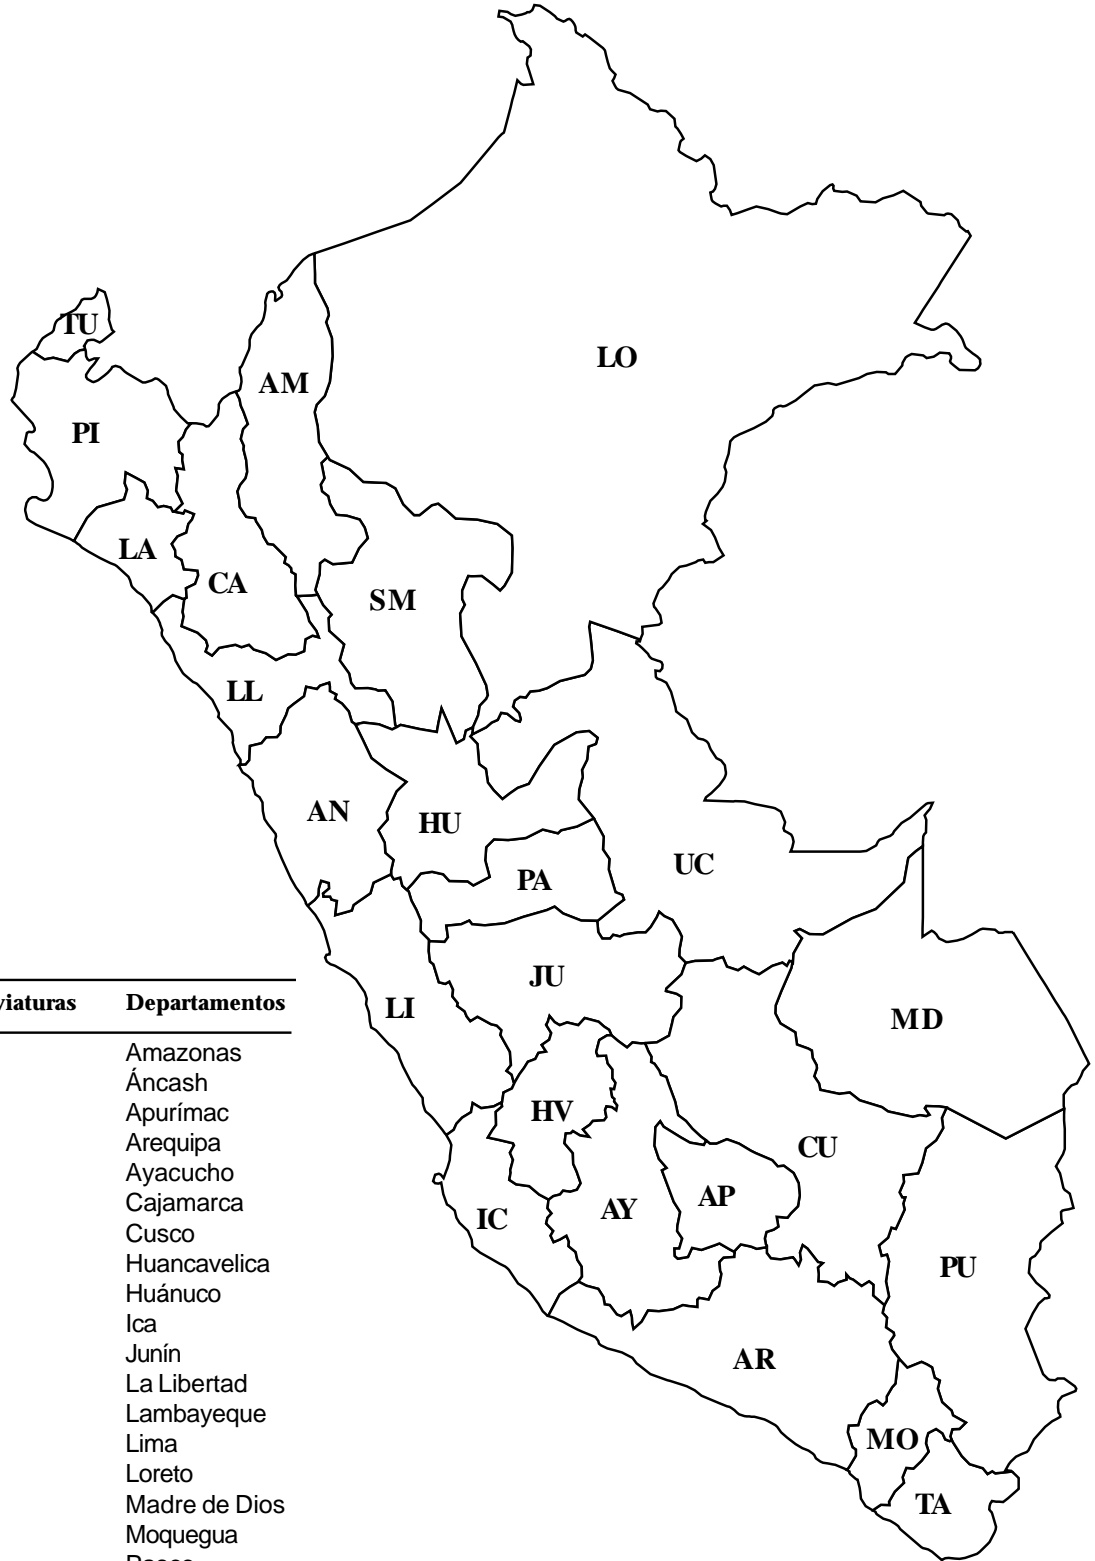 TU
AM
LO
PI
LA
CA
SM
LL
AN
HU
UC
PA
JU
LI
MD
HV
CU
AP
AY
IC
PU
AR
MO
TA
viaturas Departamentos
Amazonas
Áncash
Apurímac
Arequipa
Ayacucho
Cajamarca
Cusco
Huancavelica
Huánuco
Ica
Junín
La Libertad
Lambayeque
Lima
Loreto
Madre de Dios
Moquegua